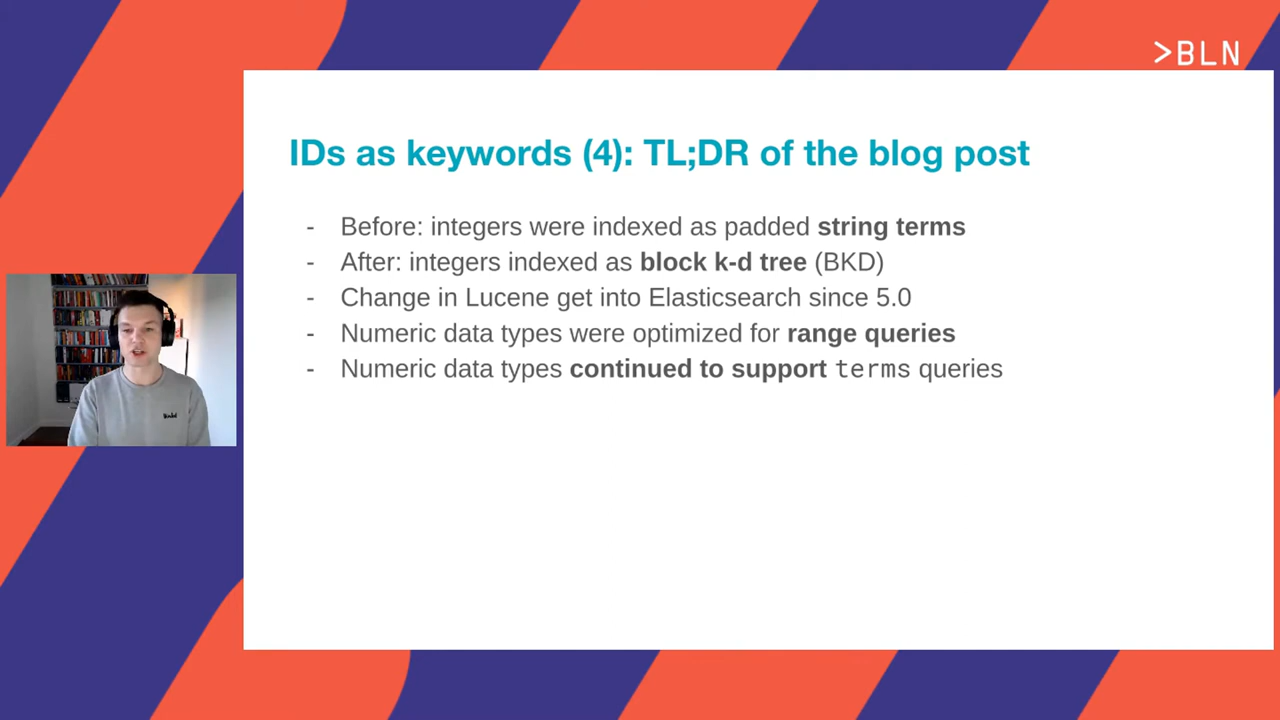 >BLN
IDs as keywords (4): TL;DR of the blog post
- Before: integers were indexed as padded string terms
- After: integers indexed as block k-d tree (BKD)
- Change in Lucene get into Elasticsearch since 5.0
- Numeric data types were optimized for range queries
- Numeric data types continued to support terms queries